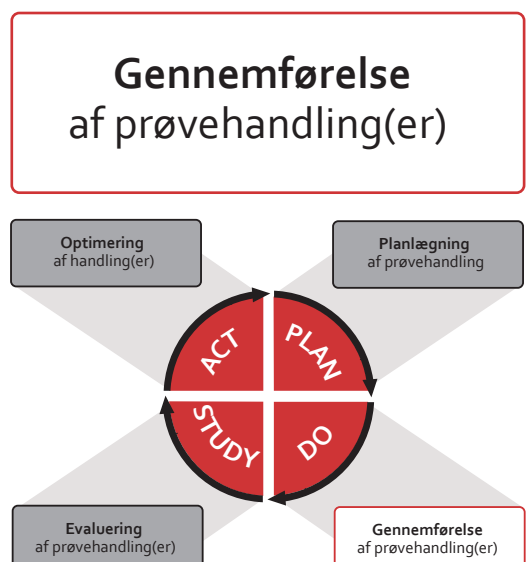 Gennemførelse
af prøvehandling(er)
Optimering
af handling(er)
Planlægning
af prøvehandling
ACT
PLAN
STUDY
DO
Evaluering
af prøvehandling(er)
Gennemførelse
af prøvehandling(er)